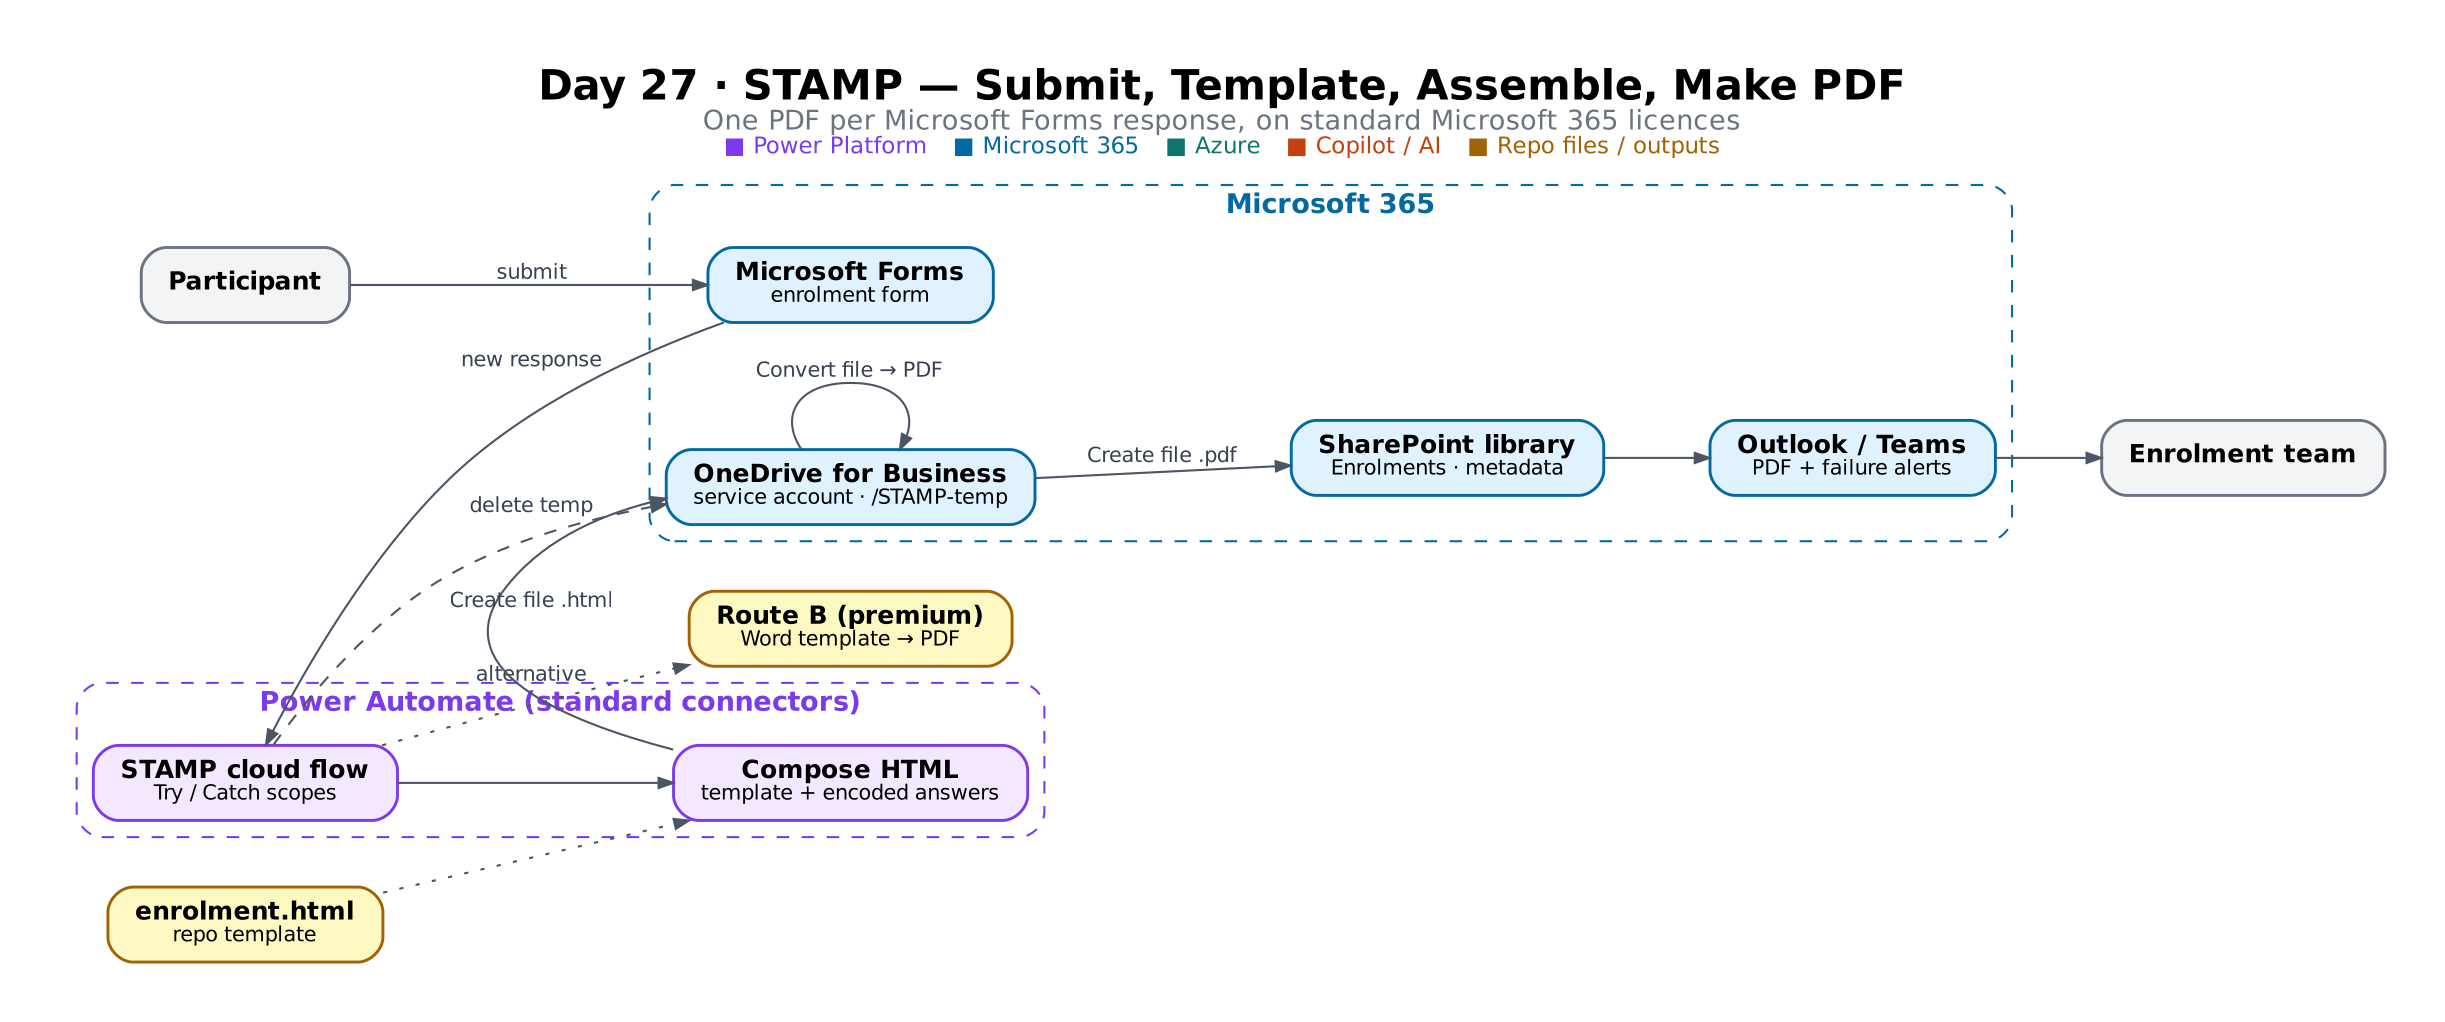 Day 27 · STAMP — Submit, Template, Assemble, Make PDF
One PDF per Microsoft Forms response, on standard Microsoft 365 licences
■ Power Platform ■ Microsoft 365 ■ Azure ■ Copilot / AI ■ Repo files / outputs
Microsoft 365
Participant
submit
Microsoft Forms
enrolment form
new response
Convert file → PDF
OneDrive for Business
service account · /STAMP-temp
Create file .pdf
SharePoint library
Enrolments · metadata
Outlook / Teams
PDF + failure alerts
Enrolment team
delete temp
Create file .html
Route B (premium)
Word template → PDF
alternative
Power Automate (standard connectors)
STAMP cloud flow
Try / Catch scopes
Compose HTML
template + encoded answers
enrolment.html
repo template